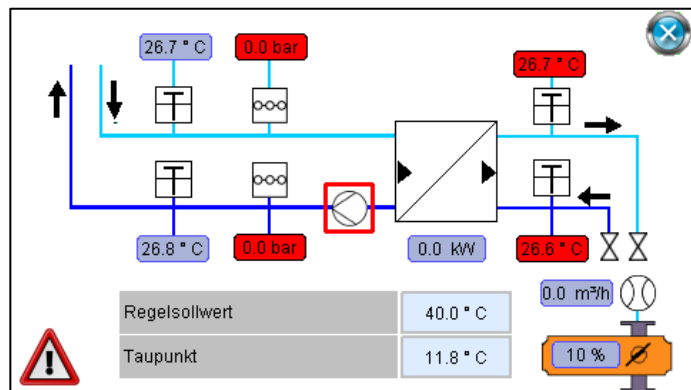 26.7 ° C
0.0 bar
26.7 ° C
T
T
T
T
26.8 ° C
0.0 bar
0.0 kW
26.6 ° C
0.0 m³/h
Regelsollwert
40.0 ° C
Taupunkt
11.8 ° C
10 %